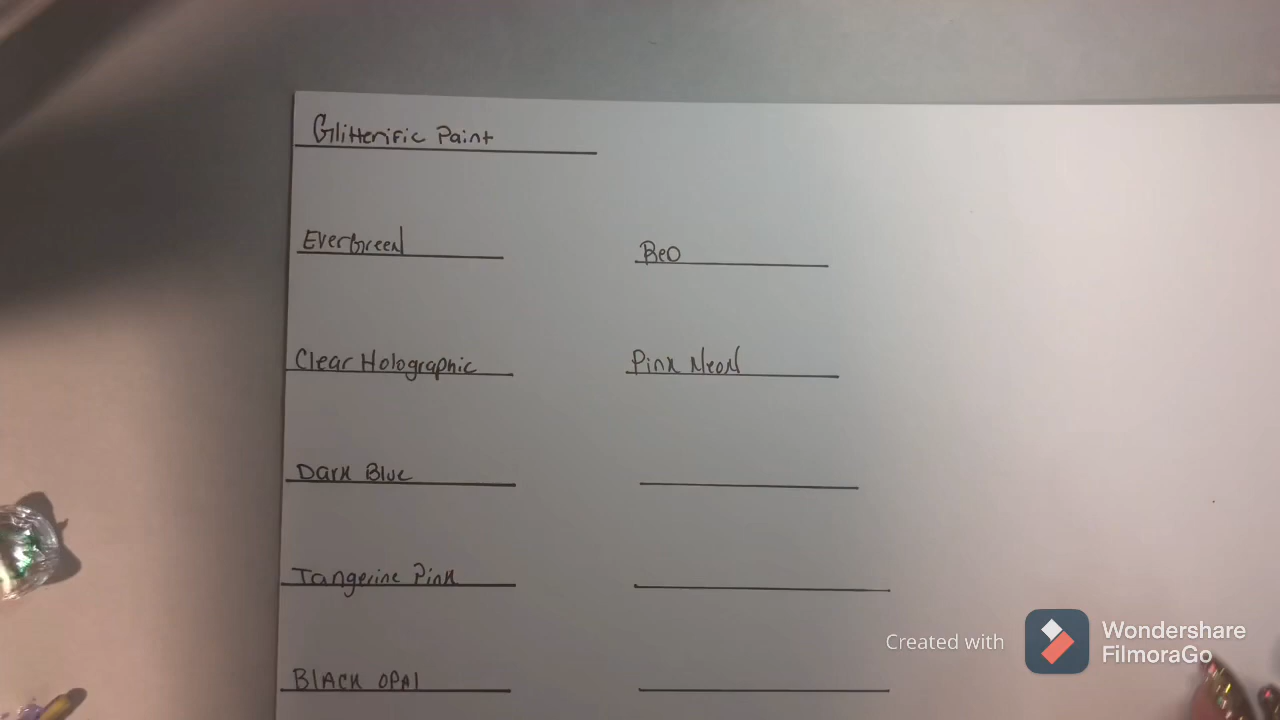 Glitterific Paint
EverGreen
ReD
Clear Holographic
Pink Neon
Dark Blue
Tangerine Pink
BLACK OPAl
Created with
Wondershare
FilmoraGo